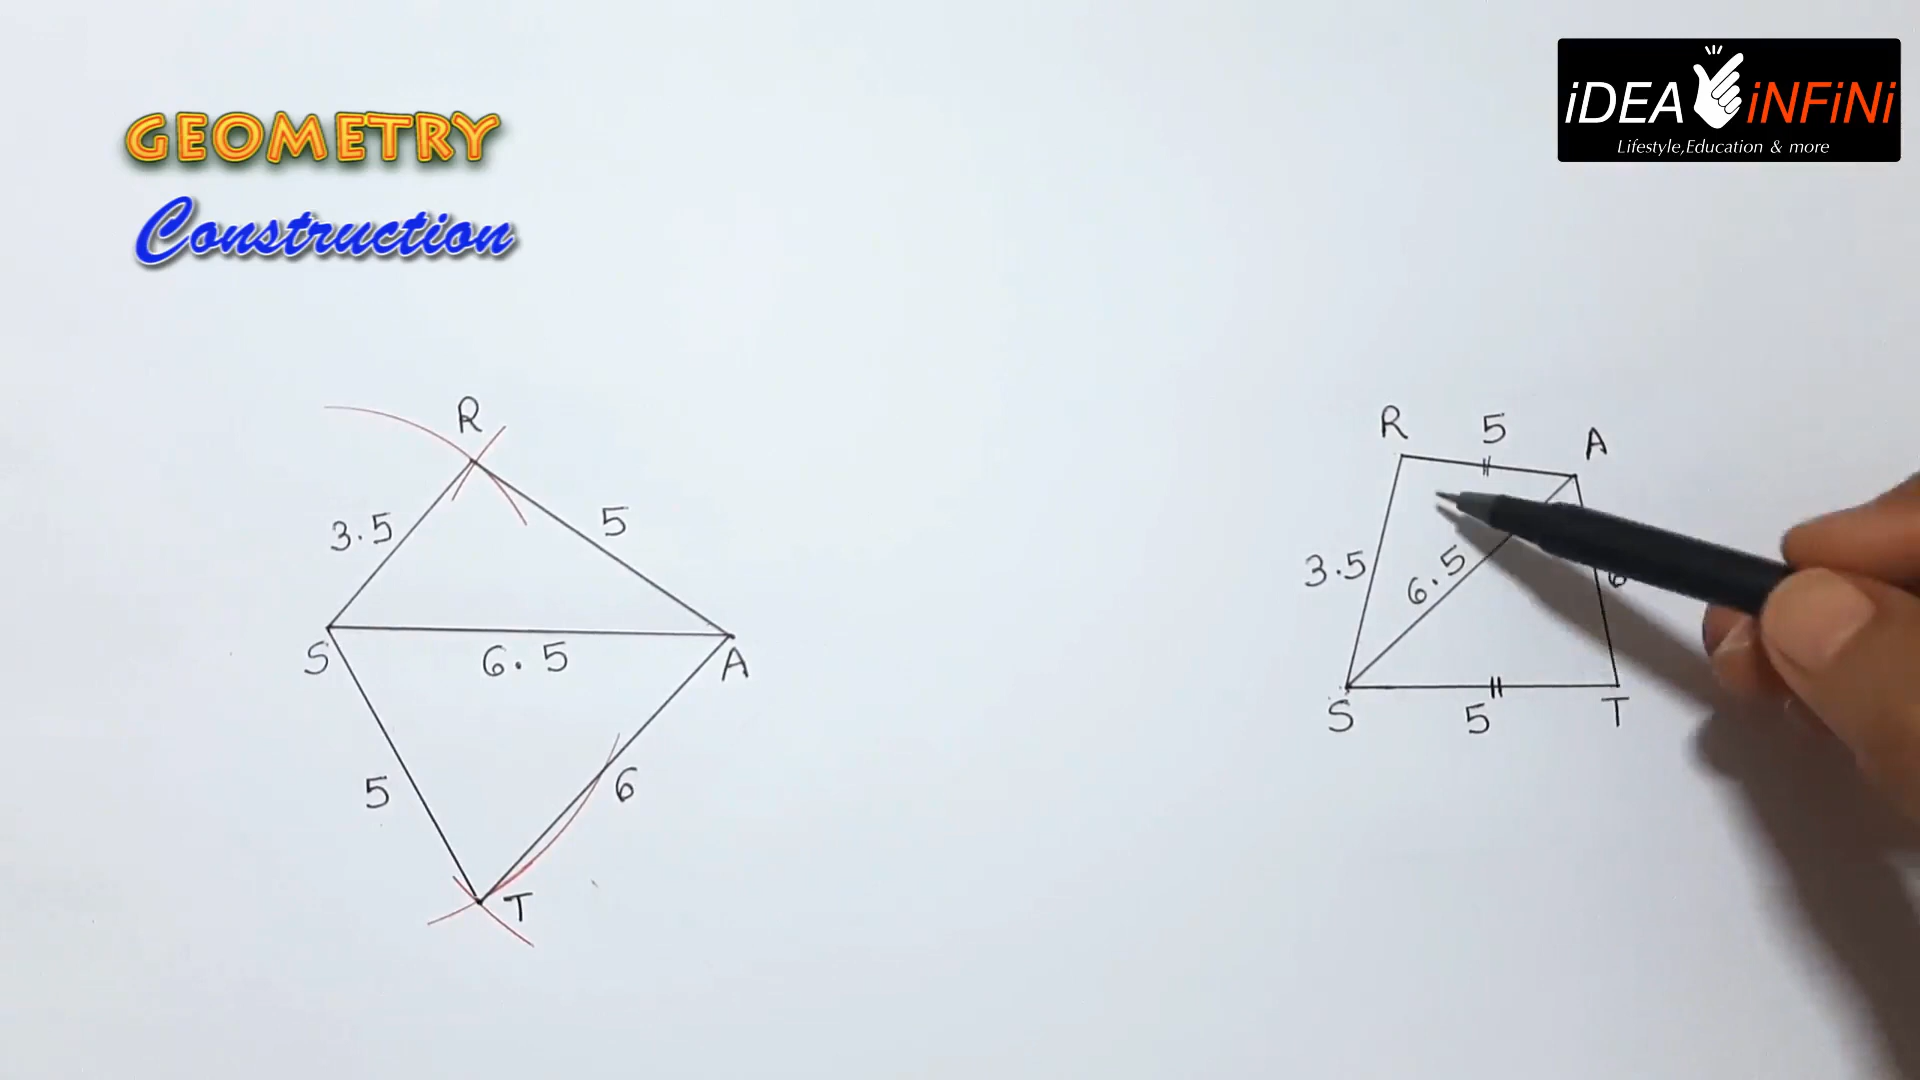 GEOMETRY
Construction
iDEA iNFiNi
Lifestyle,Education & more
R
3.5
5
S
6.5
A
5
6
T
R
5
A
3.5
6.5
6
S
5
T